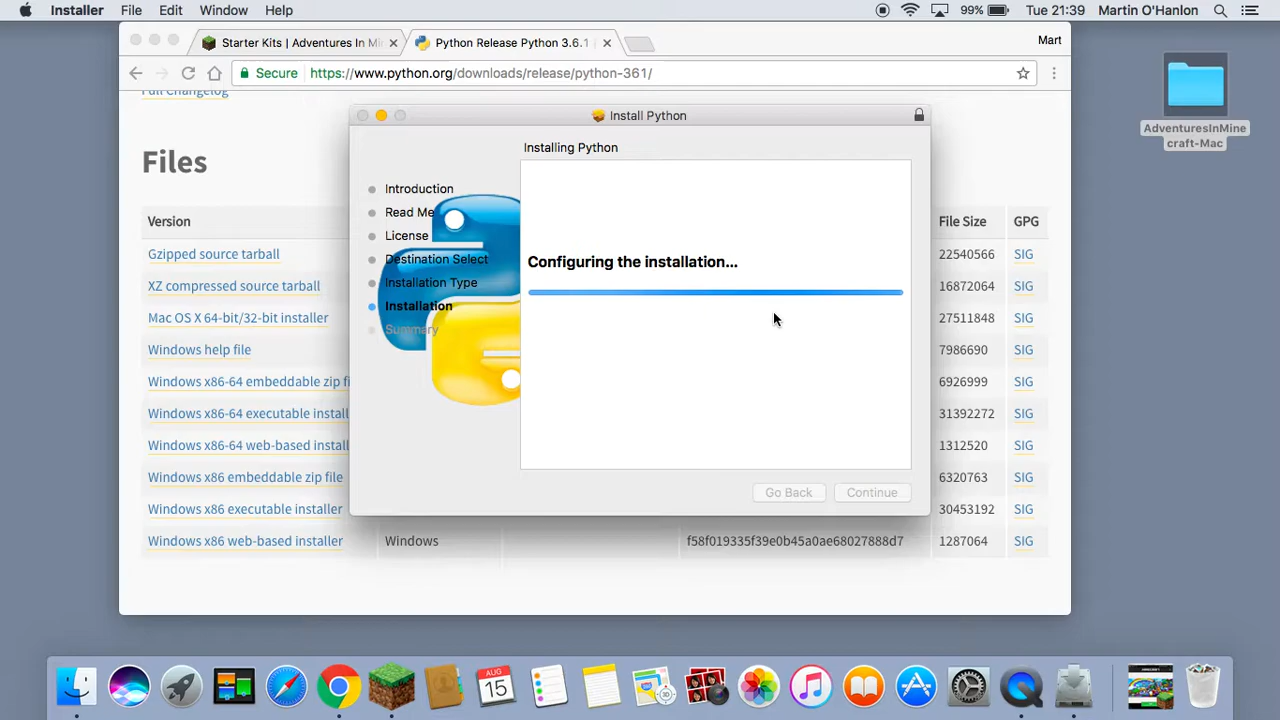 Installer File Edit Window Help 99% Tue 21:39 Martin O'Hanlon
Starter Kits | Adventures In Mi
Python Release Python 3.6.1
Mart
Secure https://www.python.org/downloads/release/python-361/
Full Changelog
AdventuresInMine
craft-Mac
Install Python
Installing Python
Introduction
Read Me
License
Destination Select
Installation Type
Installation
Summary
Configuring the installation...
Go Back Continue
Files
Version File Size GPG
Gzipped source tarball 22540566 SIG
XZ compressed source tarball 16872064 SIG
Mac OS X 64-bit/32-bit installer 27511848 SIG
Windows help file 7986690 SIG
Windows x86-64 embeddable zip fi 6926999 SIG
Windows x86-64 executable install 31392272 SIG
Windows x86-64 web-based install 1312520 SIG
Windows x86 embeddable zip file 6320763 SIG
Windows x86 executable installer 30453192 SIG
Windows x86 web-based installer Windows f58f019335f39e0b45a0ae68027888d7 1287064 SIG
AUG
15